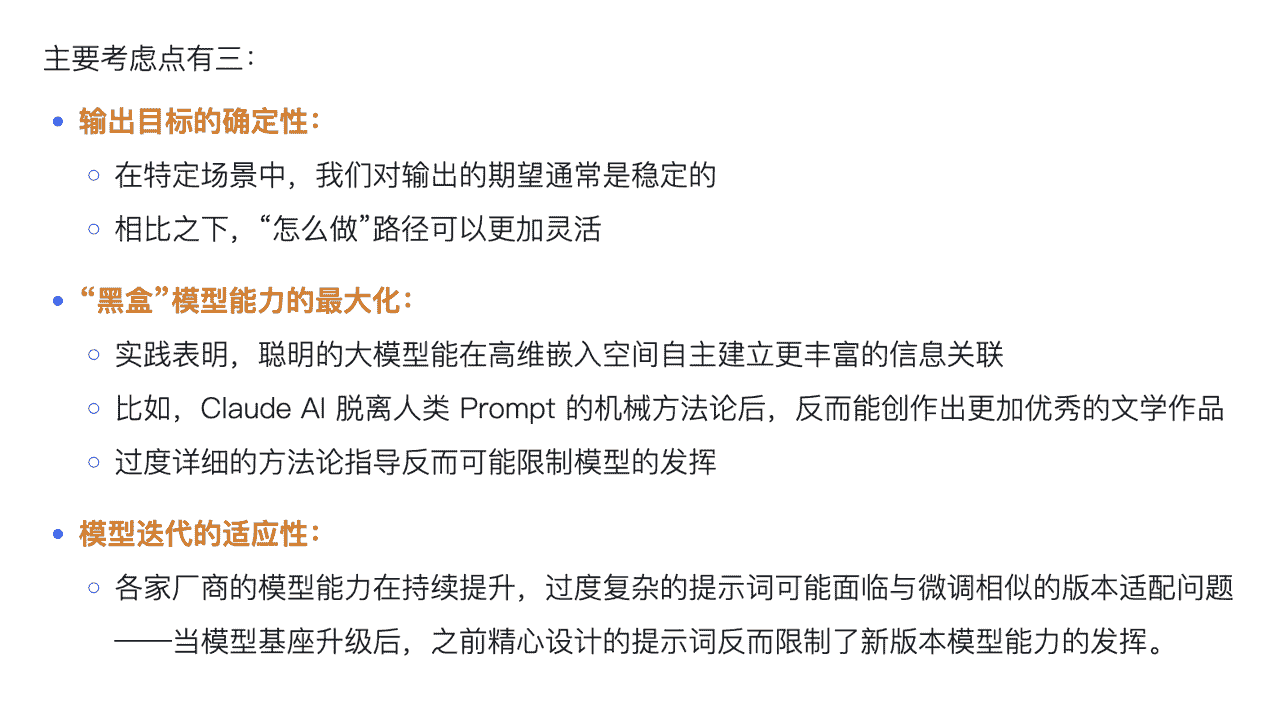 主要考虑点有三：
输出目标的确定性：
在特定场景中，我们对输出的期望通常是稳定的
相比之下，“怎么做”路径可以更加灵活
“黑盒”模型能力的最大化：
实践表明，聪明的大模型能在高维嵌入空间自主建立更丰富的信息关联
比如，Claude AI 脱离人类 Prompt 的机械方法论后，反而能创作出更加优秀的文学作品
过度详细的方法论指导反而可能限制模型的发挥
模型迭代的适应性：
各家厂商的模型能力在持续提升，过度复杂的提示词可能面临与微调相似的版本适配问题
——当模型基座升级后，之前精心设计的提示词反而限制了新版本模型能力的发挥。